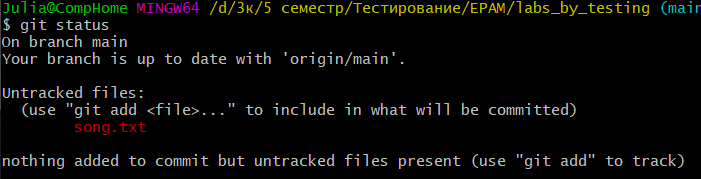 Julia@CompHome MINGW64 /d/3к/5 семестр/Тестирование/EPAM/labs_by_testing (main
$ git status
On branch main
Your branch is up to date with 'origin/main'.

Untracked files:
  (use "git add <file>..." to include in what will be committed)
        song.txt

nothing added to commit but untracked files present (use "git add" to track)